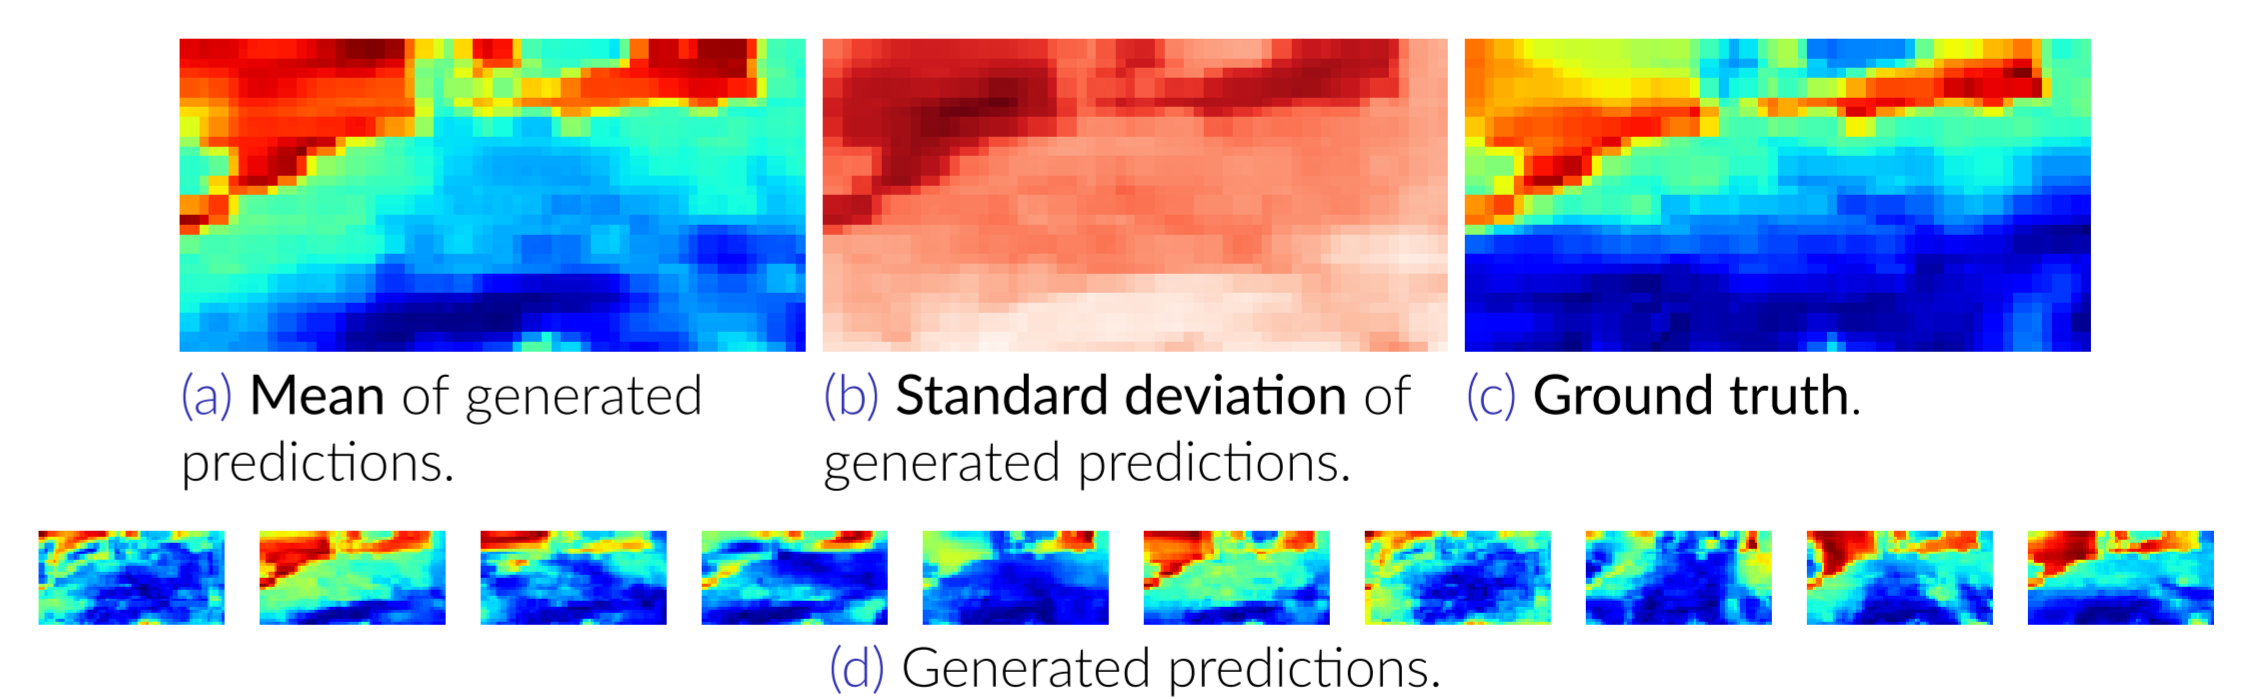 (a) Mean of generated
predictions.
(b) Standard deviation of
generated predictions.
(c) Ground truth.
(d) Generated predictions.